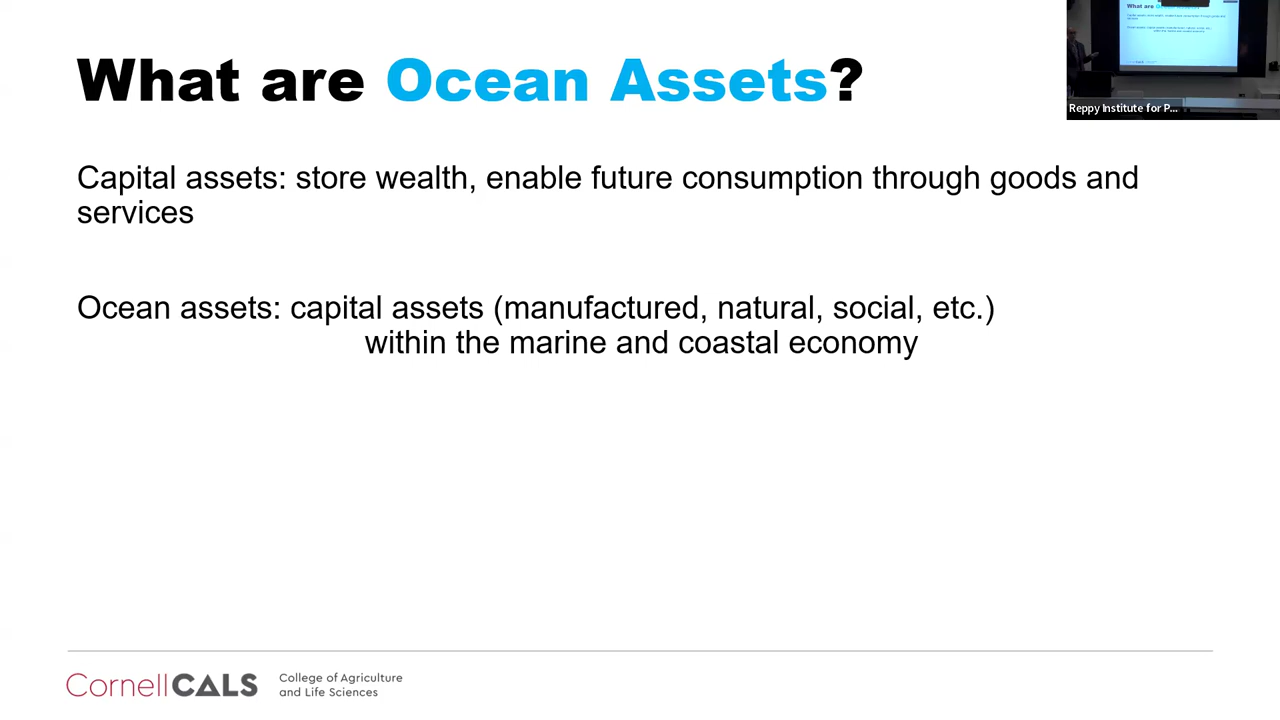 What are Ocean Assets?
Reppy Institute for P...
Capital assets: store wealth, enable future consumption through goods and
services
Ocean assets: capital assets (manufactured, natural, social, etc.)
within the marine and coastal economy
CornellCALS
College of Agriculture
and Life Sciences